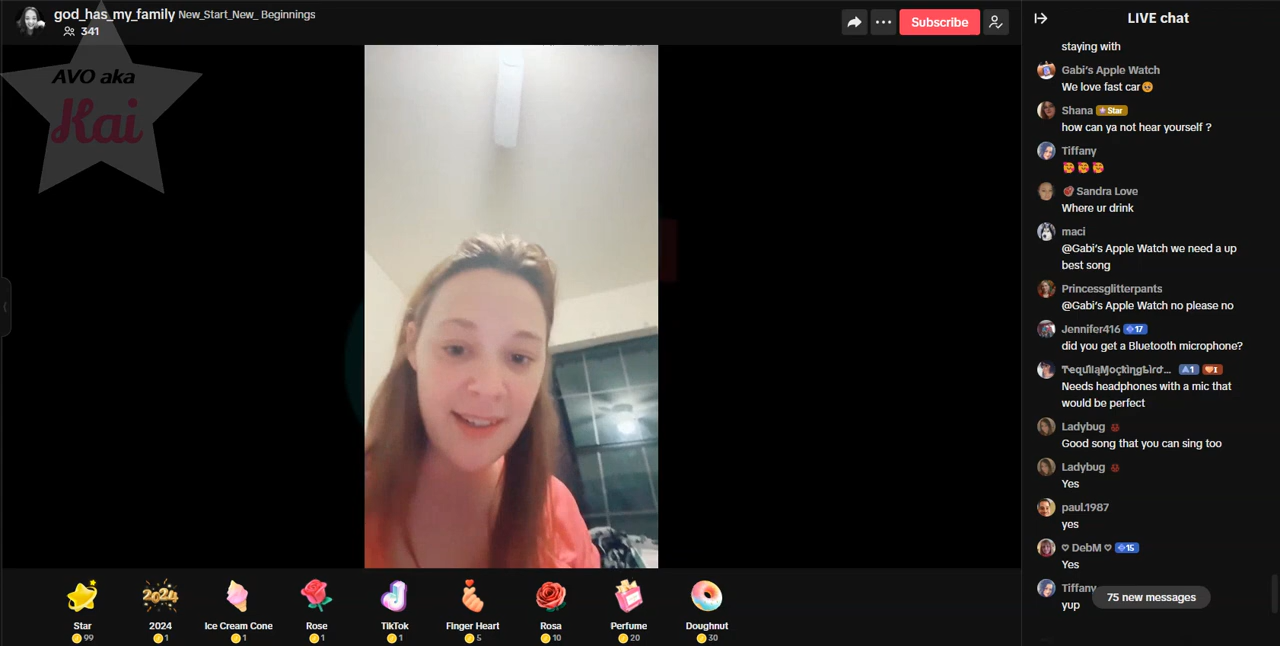 god_has_my_family New_Start_New_ Beginnings
341
Subscribe
AVO aka
Kai
LIVE chat
staying with
Gabi's Apple Watch
We love fast car
Shana Star
how can ya not hear yourself ?
Tiffany
Sandra Love
Where ur drink
maci
@Gabi's Apple Watch we need a up
best song
Princessglitterpants
@Gabi's Apple Watch no please no
Jennifer416 17
did you get a Bluetooth microphone?
1 1
Needs headphones with a mic that
would be perfect
Ladybug
Good song that you can sing too
Ladybug
Yes
paul.1987
yes
♡ DebM ♡ 15
Yes
Tiffany
yup
75 new messages
2024
Star 2024 Ice Cream Cone Rose TikTok Finger Heart Rosa Perfume Doughnut
99 1 1 1 1 5 10 20 30